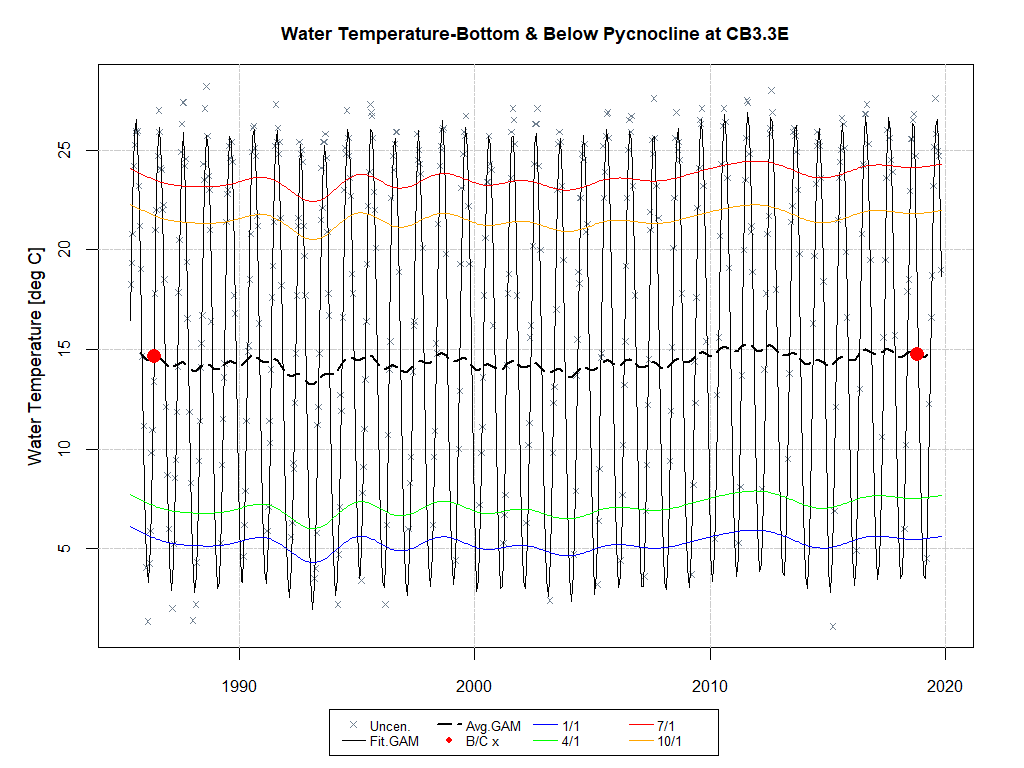 Water Temperature-Bottom & Below Pycnocline at CB3.3E
Water Temperature [deg C]
25
20
15
10
5
1990 2000 2010 2020
Uncen. Avg.GAM 1/1 7/1
Fit.GAM B/C x 4/1 10/1